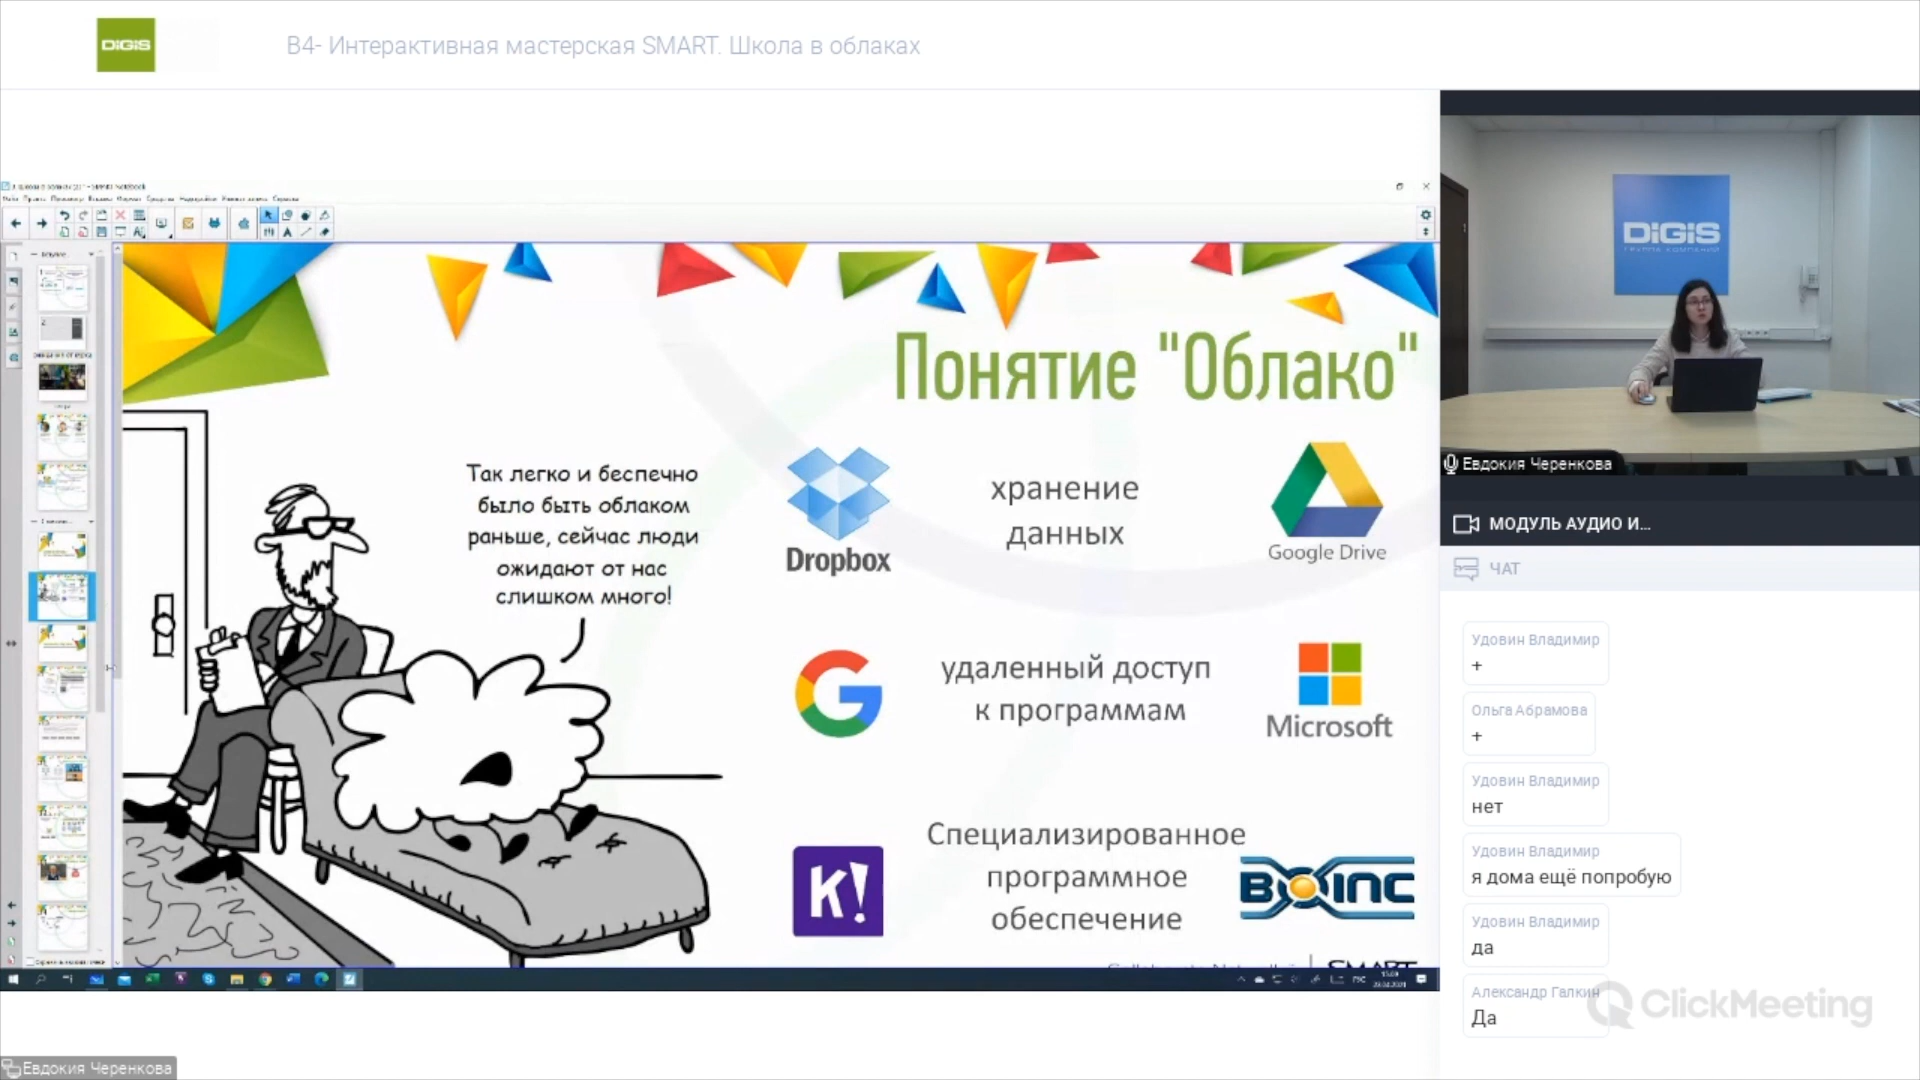 DiGiS
B4- Интерактивная мастерская SMART. Школа в облаках
Понятие "Облако"
Так легко и беспечно
было быть облаком
раньше, сейчас люди
ожидают от нас
слишком много!
Dropbox
хранение
данных
Google Drive
удаленный доступ
к программам
Microsoft
K!
Специализированное
программное
обеспечение
BOINC
DiGiS
ГРУППА КОМПАНИЙ
Евдокия Черенкова
МОДУЛЬ АУДИО И...
ЧАТ
Удовин Владимир
+
Ольга Абрамова
+
Удовин Владимир
нет
Удовин Владимир
я дома ещё попробую
Удовин Владимир
да
Александр Галкин
Да
ClickMeeting
Евдокия Черенкова